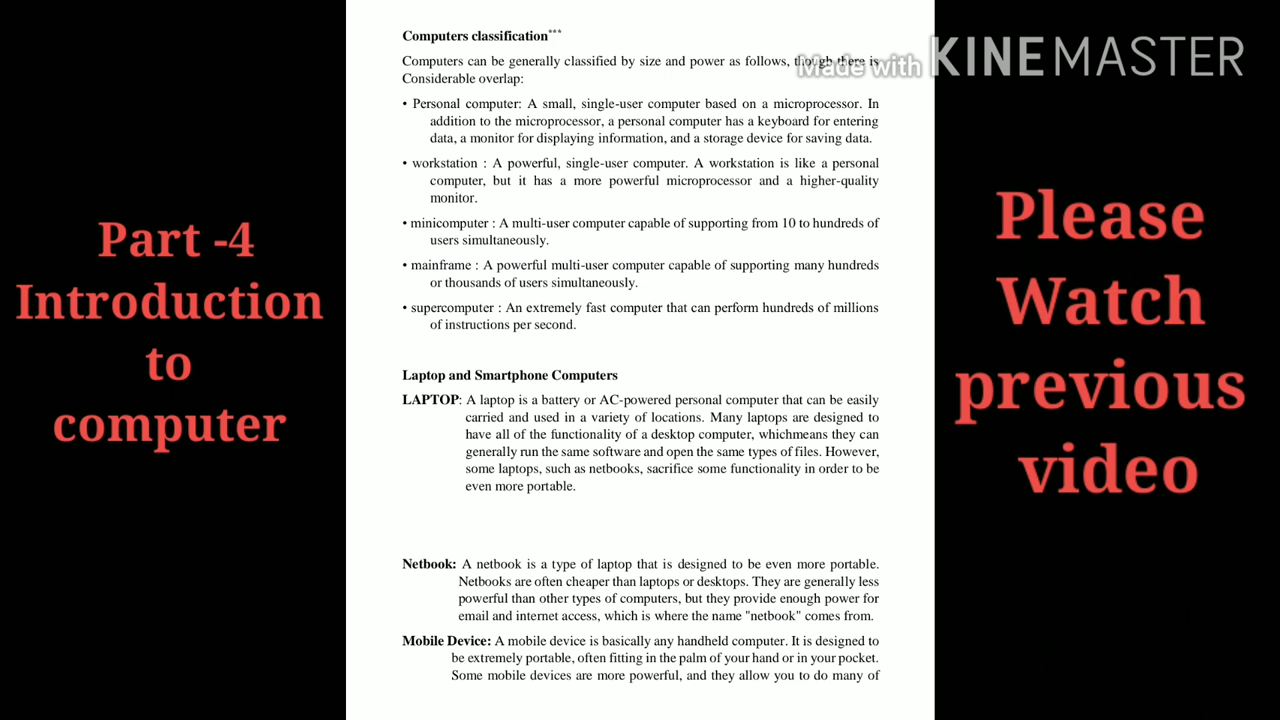 Part -4
Introduction
to
computer
Computers classification***
Computers can be generally classified by size and power as follows, though there is
Considerable overlap:
• Personal computer: A small, single-user computer based on a microprocessor. In
addition to the microprocessor, a personal computer has a keyboard for entering
data, a monitor for displaying information, and a storage device for saving data.
• workstation : A powerful, single-user computer. A workstation is like a personal
computer, but it has a more powerful microprocessor and a higher-quality
monitor.
• minicomputer : A multi-user computer capable of supporting from 10 to hundreds of
users simultaneously.
• mainframe : A powerful multi-user computer capable of supporting many hundreds
or thousands of users simultaneously.
• supercomputer : An extremely fast computer that can perform hundreds of millions
of instructions per second.
Laptop and Smartphone Computers
LAPTOP: A laptop is a battery or AC-powered personal computer that can be easily
carried and used in a variety of locations. Many laptops are designed to
have all of the functionality of a desktop computer, whichmeans they can
generally run the same software and open the same types of files. However,
some laptops, such as netbooks, sacrifice some functionality in order to be
even more portable.
Netbook: A netbook is a type of laptop that is designed to be even more portable.
Netbooks are often cheaper than laptops or desktops. They are generally less
powerful than other types of computers, but they provide enough power for
email and internet access, which is where the name "netbook" comes from.
Mobile Device: A mobile device is basically any handheld computer. It is designed to
be extremely portable, often fitting in the palm of your hand or in your pocket.
Some mobile devices are more powerful, and they allow you to do many of
Made with KINEMASTER
Please
Watch
previous
video